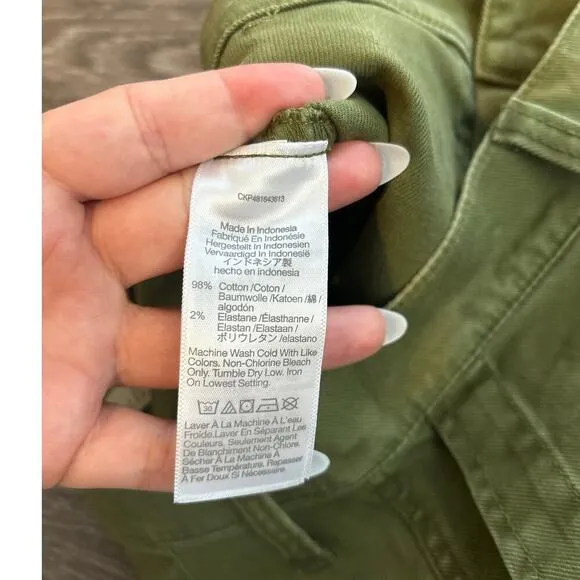 CKP481643613
Made In Indonesia
Fabriqué En Indonésie
Hergestellt In Indonesien
Vervaardigd In Indonesië
インドネシア製
hecho en indonesia
98% Cotton /Coton /
Baumwolle /Katoen /綿 /
algodón
2% Elastane /Élasthanne /
Elastan /Elastaan /
ポリウレタン /elastano
Machine Wash Cold With Like
Colors. Non-Chlorine Bleach
Only. Tumble Dry Low. Iron
On Lowest Setting.
30
Laver À La Machine À L'eau
Froide.Laver En Séparant Les
Couleurs. Seulement Agent
De Blanchiment Non-Chlore.
Sécher À La Machine À
Basse Température. Repasser
À Fer Doux Si Nécessaire.